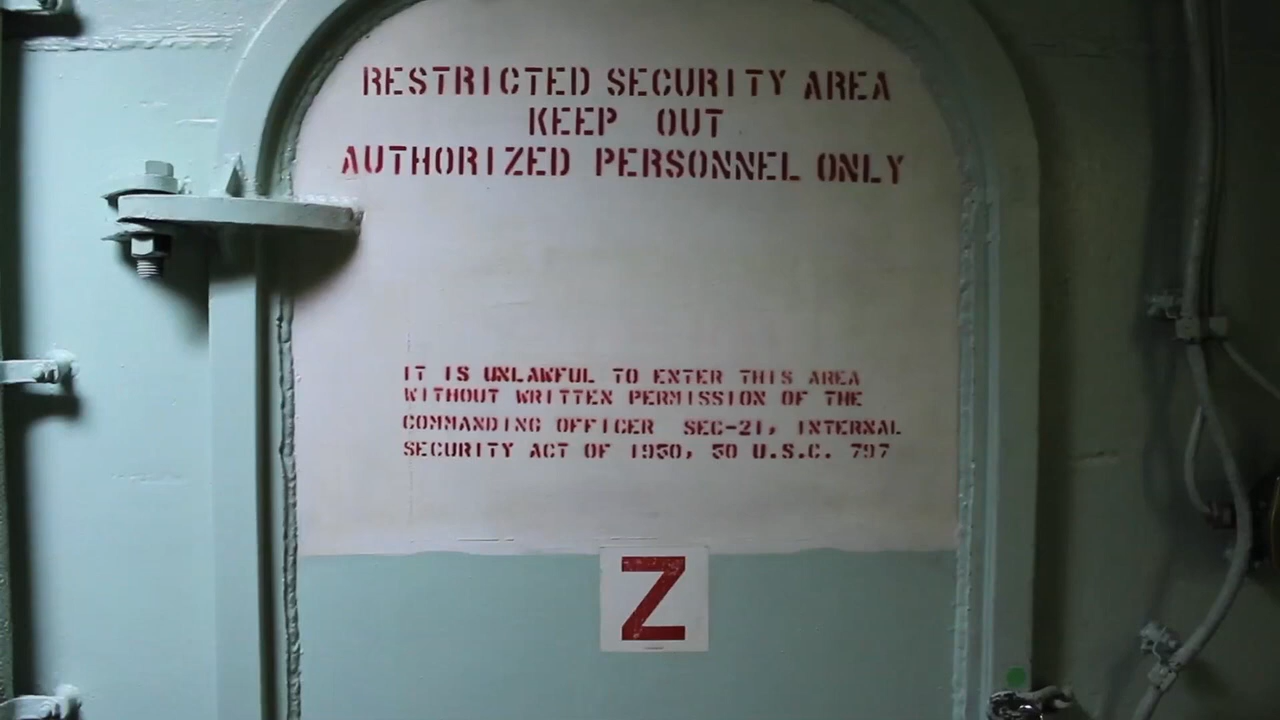 RESTRICTED SECURITY AREA
KEEP OUT
AUTHORIZED PERSONNEL ONLY
IT IS UNLAWFUL TO ENTER THIS AREA
WITHOUT WRITTEN PERMISSION OF THE
COMMANDING OFFICER SEC-21, INTERNAL
SECURITY ACT OF 1950, 50 U.S.C. 797
Z